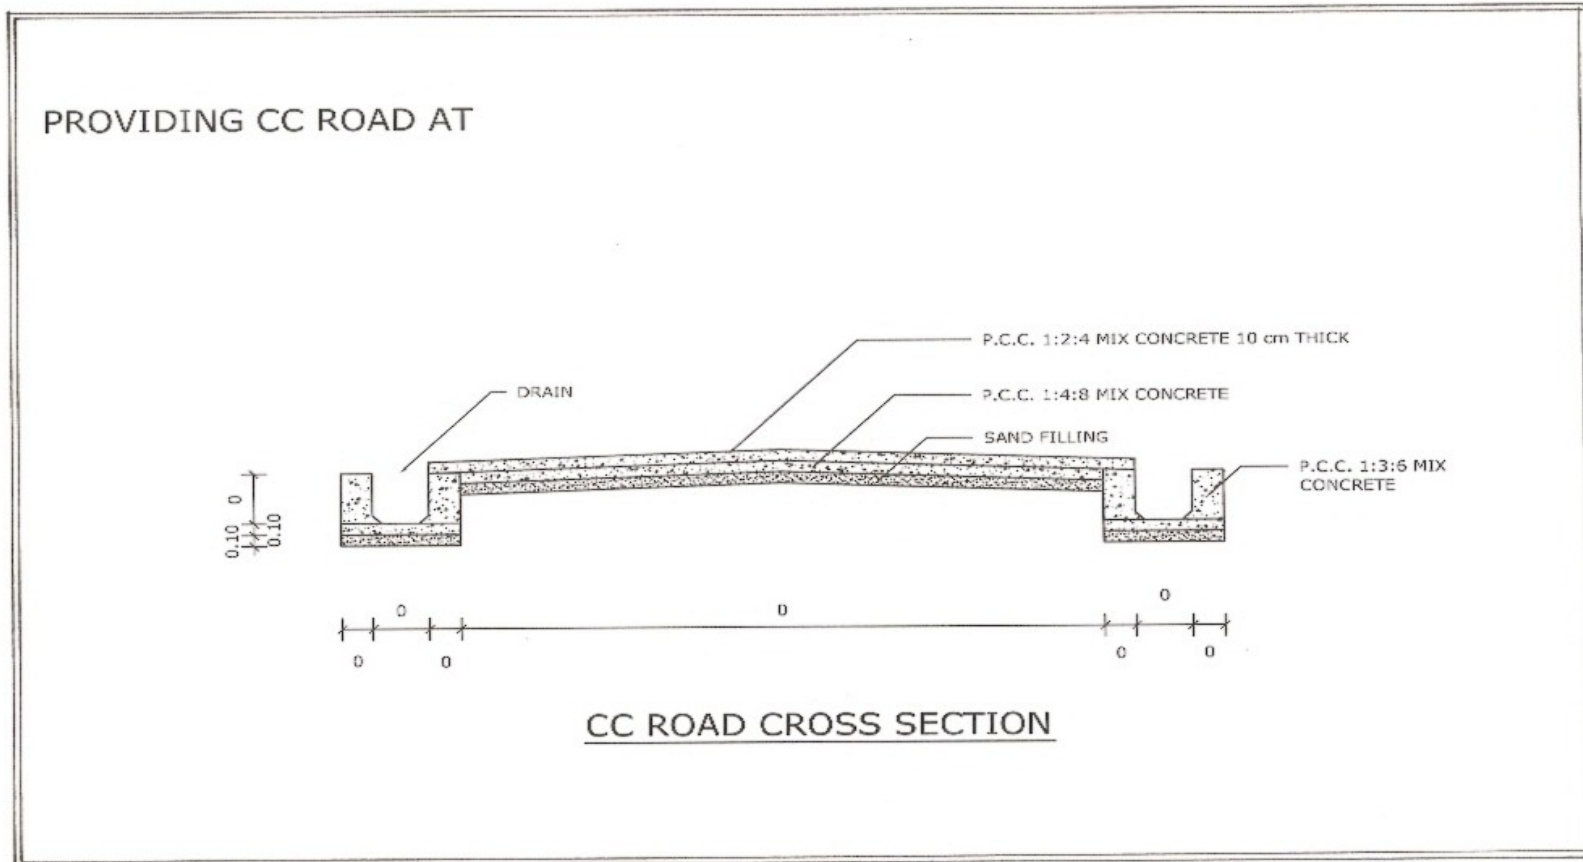 PROVIDING CC ROAD AT
P.C.C. 1:2:4 MIX CONCRETE 10 cm THICK
DRAIN
P.C.C. 1:4:8 MIX CONCRETE
SAND FILLING
P.C.C. 1:3:6 MIX
CONCRETE
0
0.10
0.10
0
0
0
0
0
0
0
CC ROAD CROSS SECTION